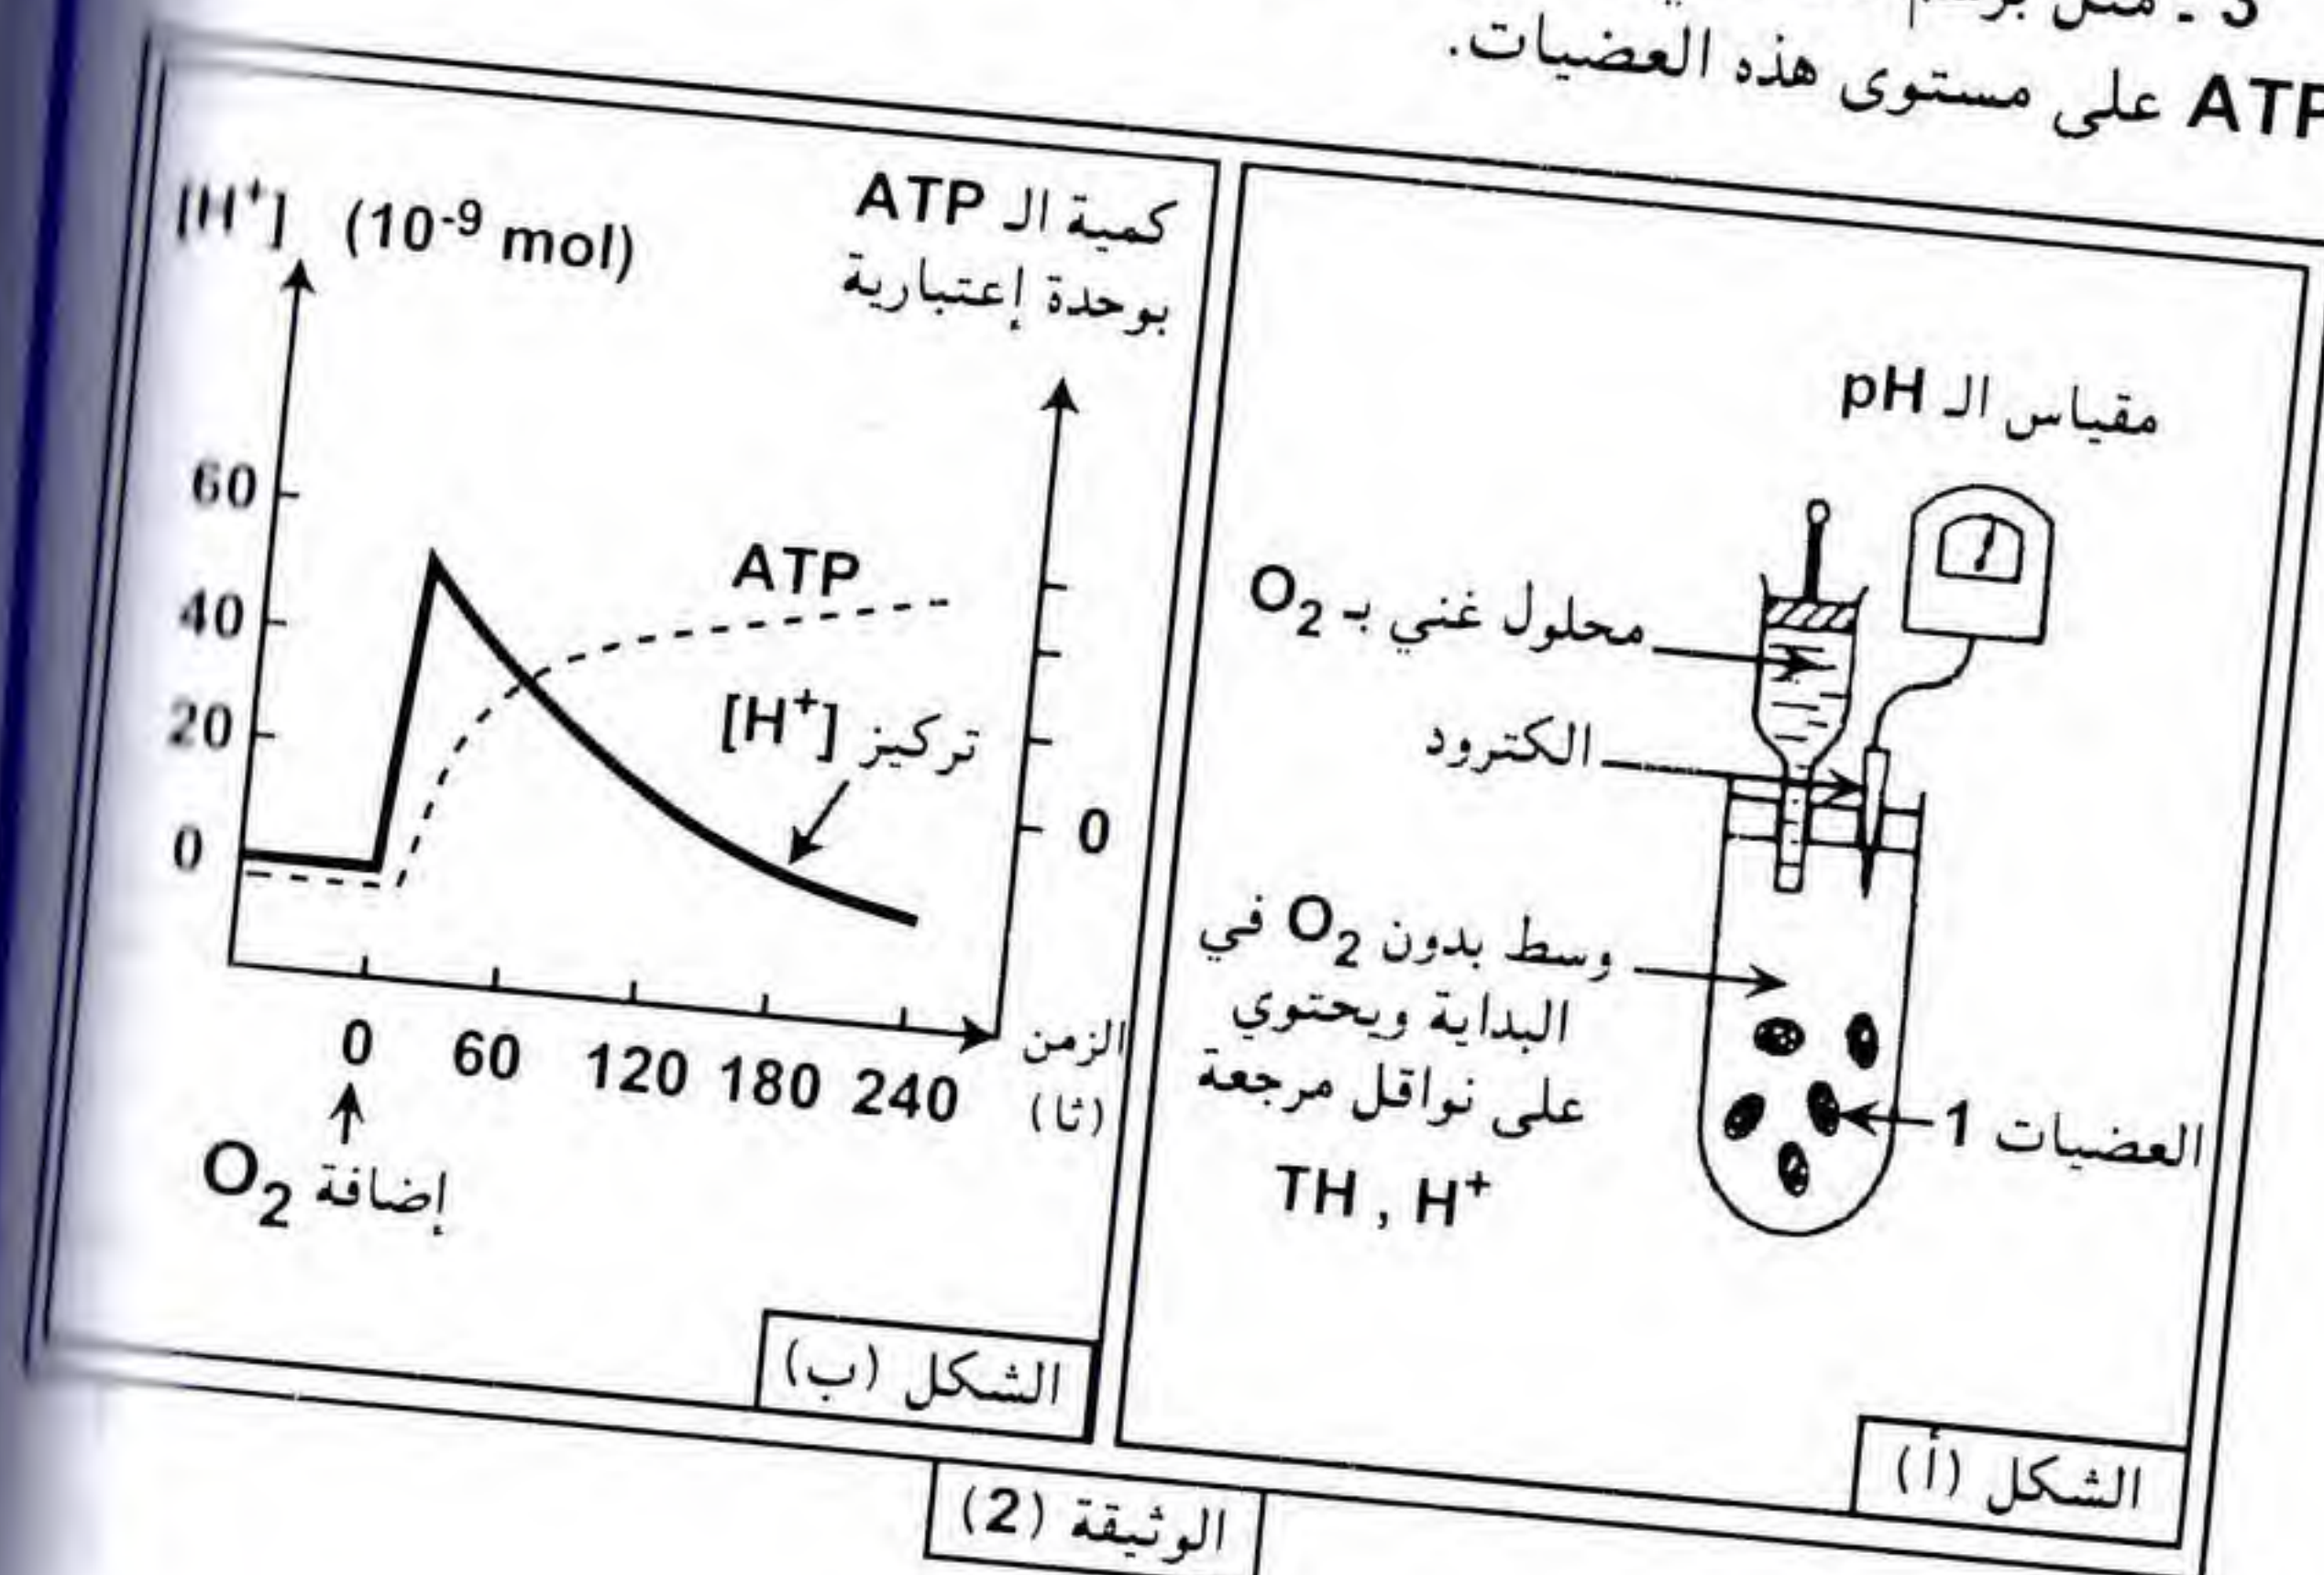 3 ـ مثل
ATP على مستوى هذه العضيات.
مقياس الـ pH
محلول غني بـ O2
الكترود
وسط بدون O2 في
البداية ويحتوي
على نواقل مرجعة
TH , H+
العضيات 1
الشكل (أ)
[H+] (10-9 mol)
كمية الـ ATP
بوحدة إعتبارية
60
40
20
0
ATP
تركيز [H+]
0
0 60 120 180 240
الزمن
(ثا)
إضافة O2
الشكل (ب)
الوثيقة (2)